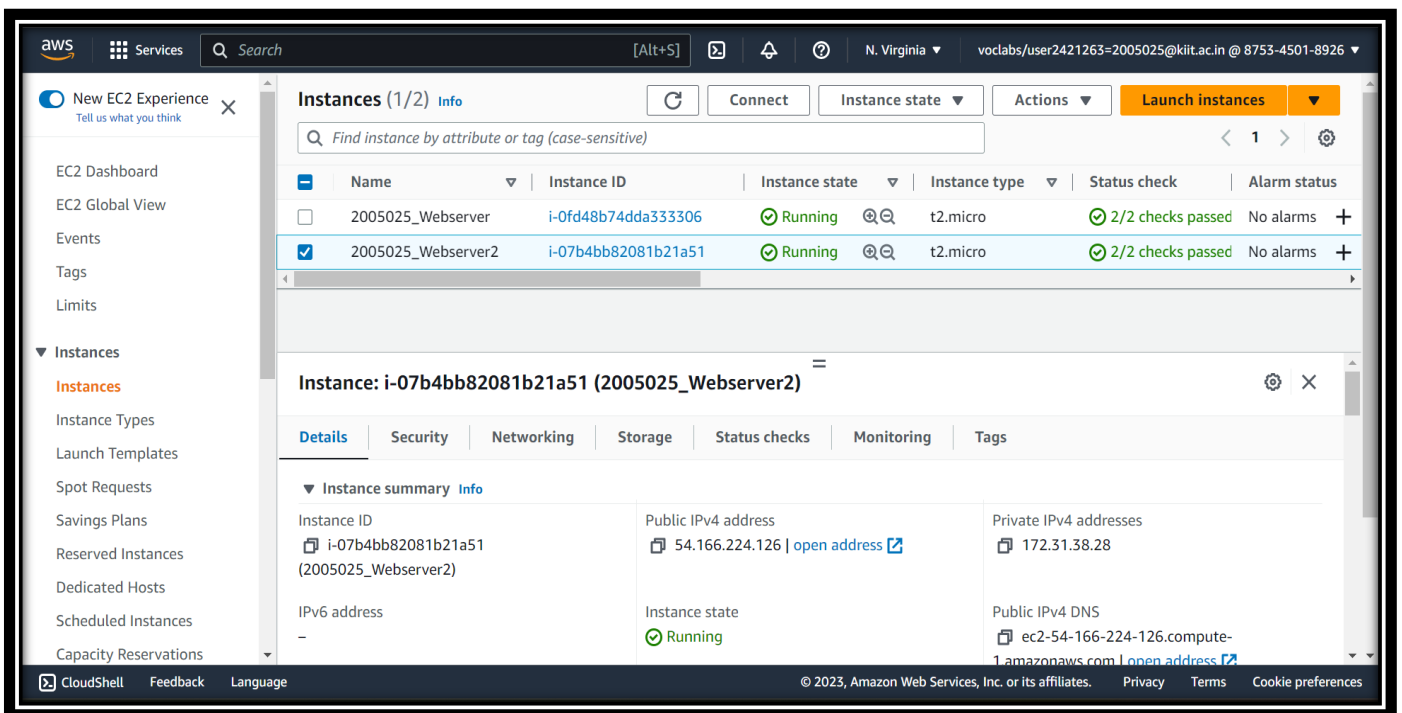 aws Services Search [Alt+S] N. Virginia ▼ voclabs/user2421263=2005025@kiit.ac.in @ 8753-4501-8926 ▼
New EC2 Experience
Tell us what you think
EC2 Dashboard
EC2 Global View
Events
Tags
Limits
▼ Instances
Instances
Instance Types
Launch Templates
Spot Requests
Savings Plans
Reserved Instances
Dedicated Hosts
Scheduled Instances
Capacity Reservations
Instances (1/2) Info Connect Instance state ▼ Actions ▼ Launch instances ▼
Find instance by attribute or tag (case-sensitive) < 1 >
Name Instance ID Instance state Instance type Status check Alarm status
2005025_Webserver i-0fd48b74dda333306 Running t2.micro 2/2 checks passed No alarms +
2005025_Webserver2 i-07b4bb82081b21a51 Running t2.micro 2/2 checks passed No alarms +
Instance: i-07b4bb82081b21a51 (2005025_Webserver2)
Details Security Networking Storage Status checks Monitoring Tags
▼ Instance summary Info
Instance ID Public IPv4 address Private IPv4 addresses
i-07b4bb82081b21a51 54.166.224.126 | open address 172.31.38.28
(2005025_Webserver2)
IPv6 address Instance state Public IPv4 DNS
– Running ec2-54-166-224-126.compute-
1.amazonaws.com | open address
CloudShell Feedback Language © 2023, Amazon Web Services, Inc. or its affiliates. Privacy Terms Cookie preferences